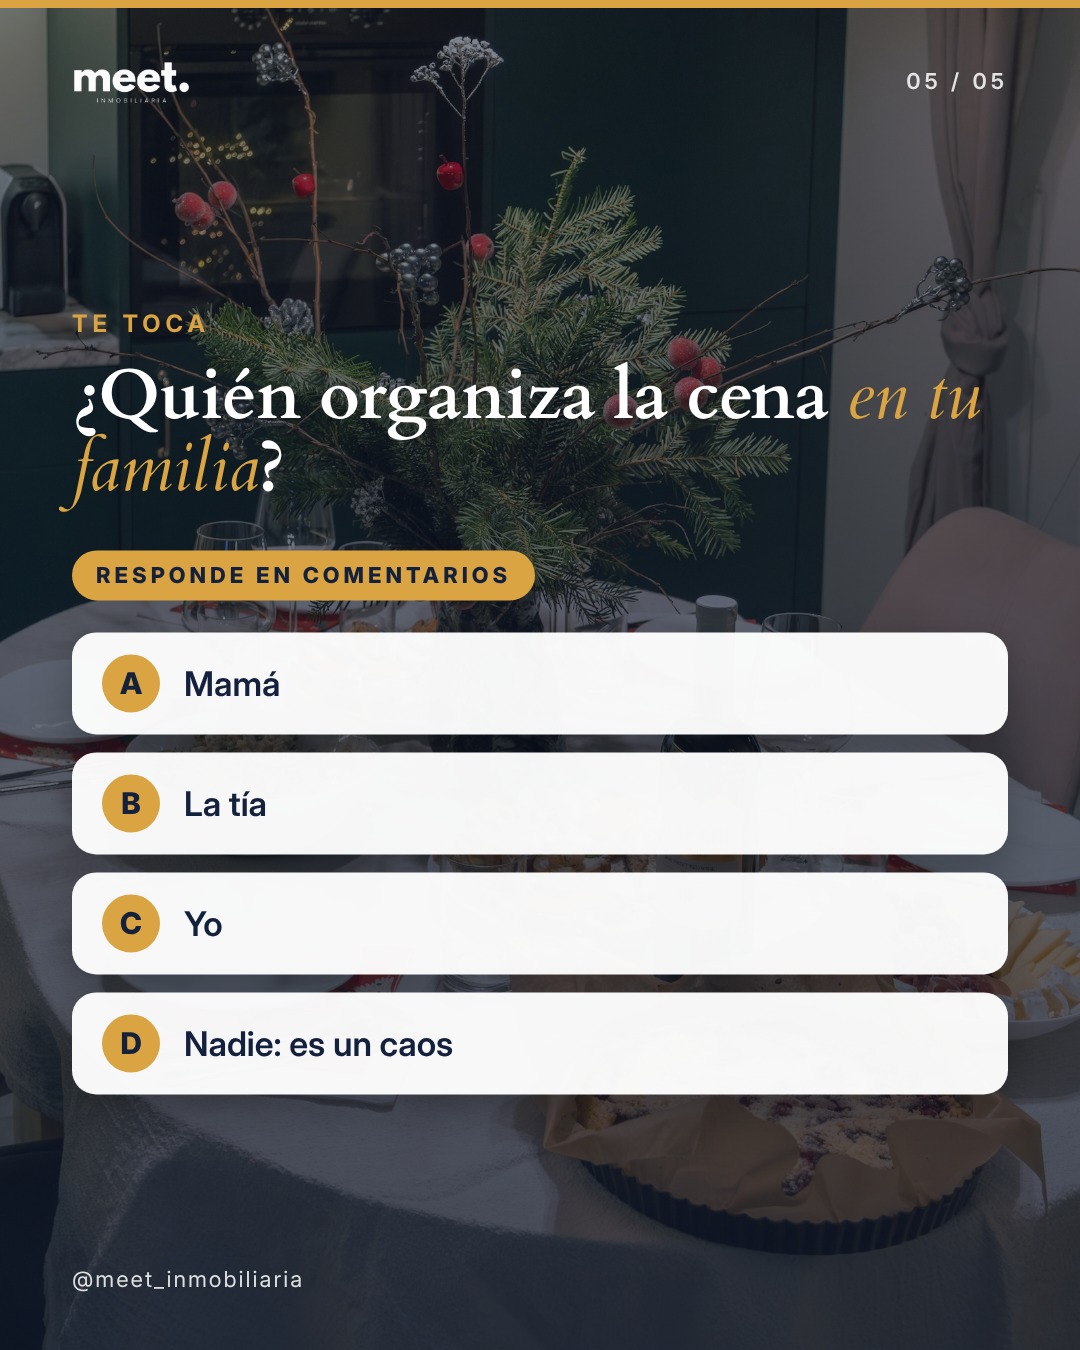 meet.
INMOBILIARIA
05 / 05
TE TOCA
¿Quién organiza la cena en tu
familia?
RESPONDE EN COMENTARIOS
A Mamá
B La tía
C Yo
D Nadie: es un caos
@meet_inmobiliaria